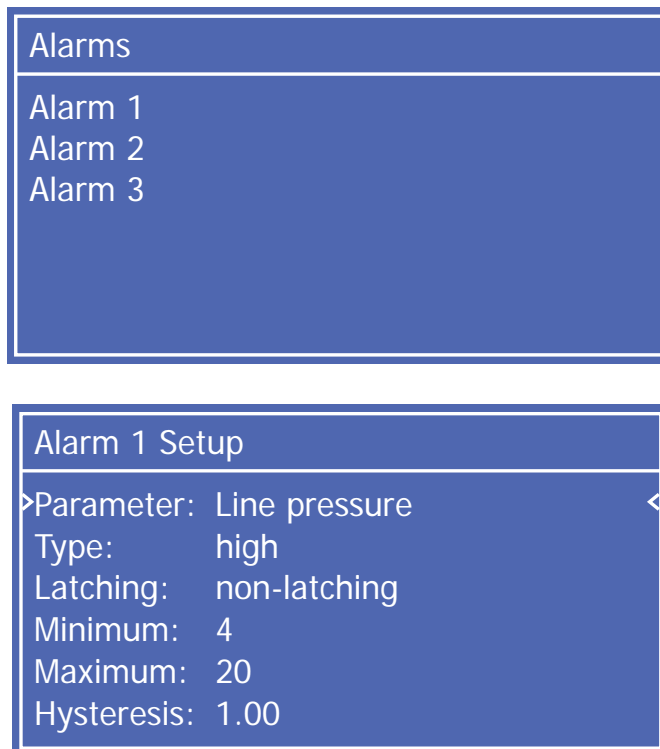 Alarms
Alarm 1
Alarm 2
Alarm 3
Alarm 1 Setup
>Parameter: Line pressure <
Type: high
Latching: non-latching
Minimum: 4
Maximum: 20
Hysteresis: 1.00